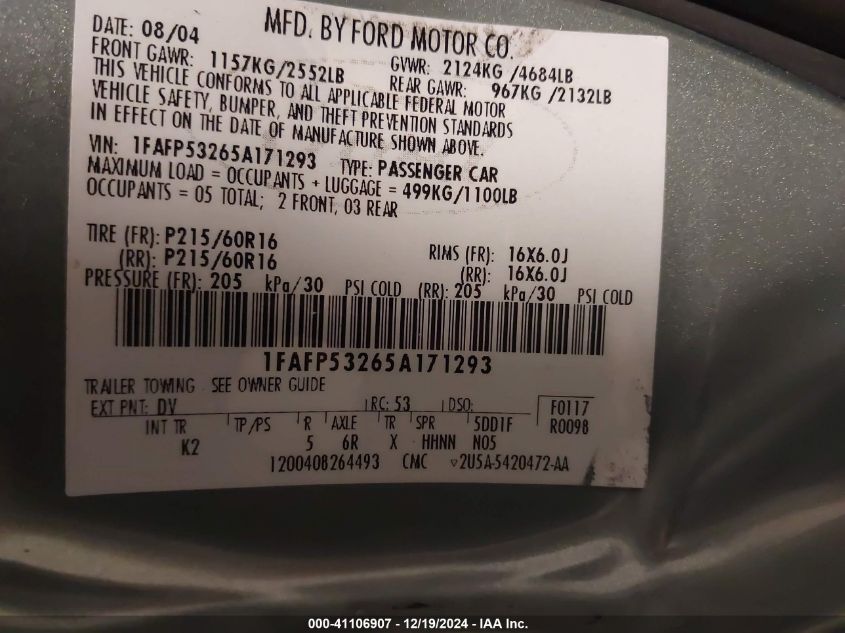 DATE: 08/04 MFD. BY FORD MOTOR CO.
FRONT GAWR: 1157KG/2552LB GVWR: 2124KG /4684LB
REAR GAWR: 967KG /2132LB
THIS VEHICLE CONFORMS TO ALL APPLICABLE FEDERAL MOTOR
VEHICLE SAFETY, BUMPER, AND THEFT PREVENTION STANDARDS
IN EFFECT ON THE DATE OF MANUFACTURE SHOWN ABOVE.
VIN: 1FAFP53265A171293 TYPE: PASSENGER CAR
MAXIMUM LOAD = OCCUPANTS + LUGGAGE = 499KG/1100LB
OCCUPANTS = 05 TOTAL; 2 FRONT, 03 REAR
TIRE (FR): P215/60R16 RIMS (FR): 16X6.0J
(RR): P215/60R16 (RR): 16X6.0J
PRESSURE (FR): 205 kPa/30 PSI COLD (RR): 205 kPa/30 PSI COLD
1FAFP53265A171293
TRAILER TOWING - SEE OWNER GUIDE
EXT PNT: DV RC: 53 DSO: F0117
INT TR TP/PS R AXLE TR SPR 5DD1F R0098
K2 5 6R X HHNN N05
1200408264493 CMC ▽2U5A-5420472-AA
000-41106907 - 12/19/2024 - IAA Inc.